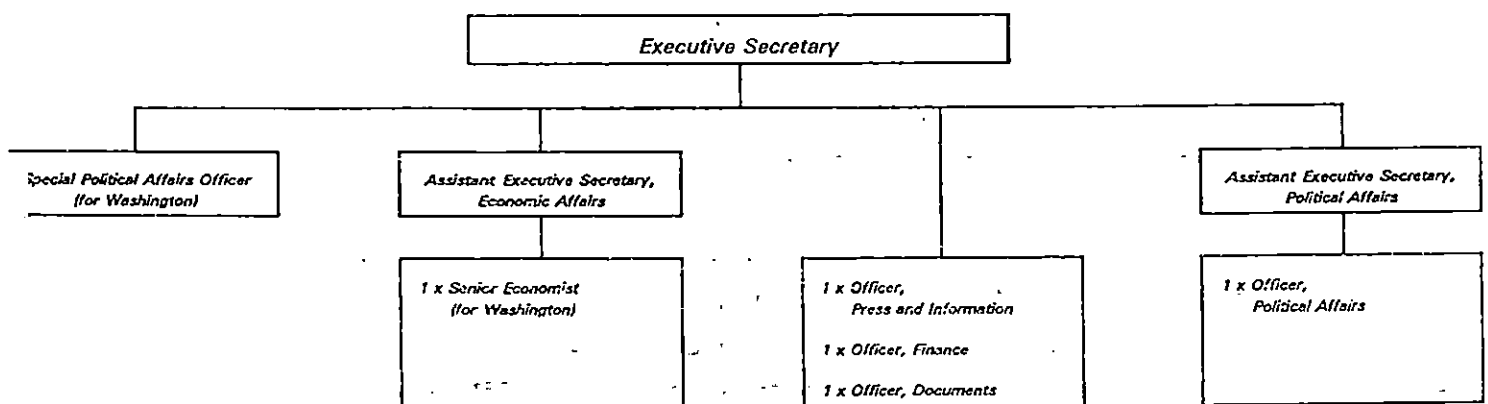 Executive Secretary
Special Political Affairs Officer
(for Washington)
Assistant Executive Secretary,
Economic Affairs
Assistant Executive Secretary,
Political Affairs
1 x Senior Economist
(for Washington)
1 x Officer,
Press and Information
1 x Officer, Finance
1 x Officer, Documents
1 x Officer,
Political Affairs